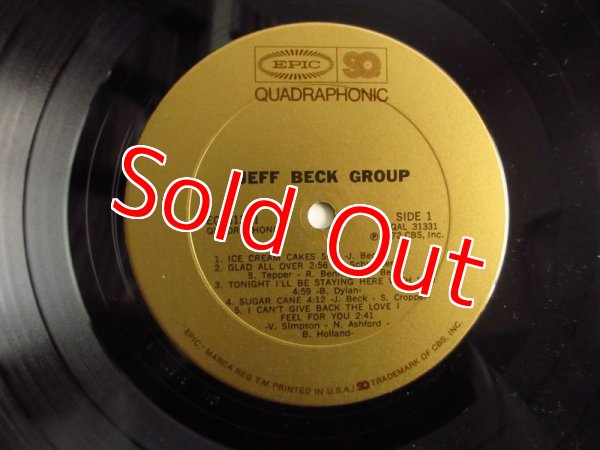 EPIC SQ
QUADRAPHONIC
JEFF BECK GROUP
SIDE 1
QAL 31331
72 CBS, Inc.
1. ICE CREAM CAKES
2. GLAD ALL OVER 2:56
S. Tepper - R.
3. TONIGHT I'LL BE STAYING HERE
4:59 -B. Dylan-
4. SUGAR CANE 4:12 -J. Beck - S. Cropper-
5. I CAN'T GIVE BACK THE LOVE I
FEEL FOR YOU 2:41
-V. Simpson - N. Ashford -
B. Holland-
EPIC, MARCA REG T.M. PRINTED IN U.S.A./ SQ TRADEMARK OF CBS, INC.
Sold Out